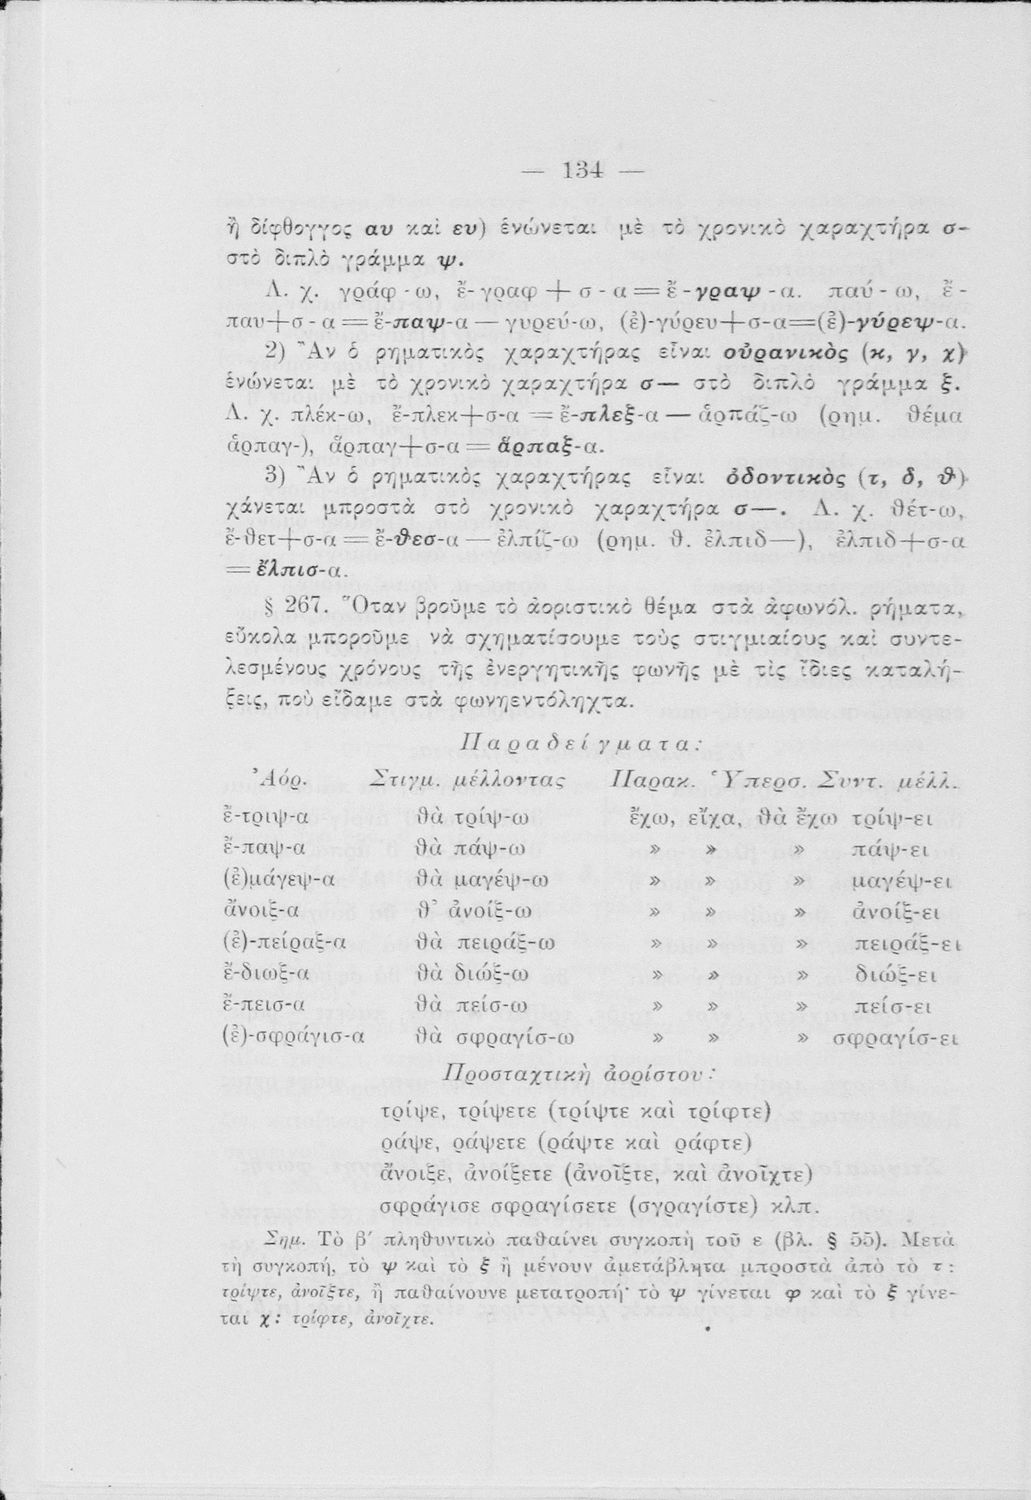 — 134 —
ἢ δίφθογγος αυ καὶ ευ) ἑνώνεται μὲ τὸ χρονικὸ χαραχτήρα σ-
στὸ διπλὸ γράμμα ψ.
Λ. χ. γράφ - ω, ἔ- γραφ + σ - α = ἔ - γραψ - α. παύ - ω, ἔ -
παυ+σ - α = ἔ-παψ-α — γυρεύ-ω, (ἐ)-γύρευ+σ-α=(ἐ)-γύρεψ-α.
2) Ἂν ὁ ρηματικὸς χαραχτήρας εἶναι οὐρανικὸς (κ, γ, χ)
ἑνώνεται μὲ τὸ χρονικὸ χαραχτήρα σ— στὸ διπλὸ γράμμα ξ.
Λ. χ. πλέκ-ω, ἔ-πλεκ+σ-α = ἔ-πλεξ-α — ἁρπάζ-ω (ρημ. θέμα
ἁρπαγ-), ἅρπαγ+σ-α = ἅρπαξ-α.
3) Ἂν ὁ ρηματικὸς χαραχτήρας εἶναι ὀδοντικὸς (τ, δ, θ)
χάνεται μπροστὰ στὸ χρονικὸ χαραχτήρα σ—. Λ. χ. θέτ-ω,
ἔ-θετ+σ-α = ἔ-θεσ-α — ἐλπίζ-ω (ρημ. θ. ἐλπιδ—), ἐλπιδ+σ-α
= ἔλπισ-α.
§ 267. Ὅταν βροῦμε τὸ ἀοριστικὸ θέμα στὰ ἀφωνόλ. ρήματα,
εὔκολα μποροῦμε νὰ σχηματίσουμε τοὺς στιγμιαίους καὶ συντε-
λεσμένους χρόνους τῆς ἐνεργητικῆς φωνῆς μὲ τὶς ἴδιες καταλή-
ξεις, ποὺ εἴδαμε στὰ φωνηεντόληχτα.
Παραδείγματα:
Ἀόρ. Στιγμ. μέλλοντας Παρακ. Ὑπερσ. Συντ. μέλλ.
ἔ-τριψ-α θὰ τρίψ-ω ἔχω, εἶχα, θὰ ἔχω τρίψ-ει
ἔ-παψ-α θὰ πάψ-ω » » » πάψ-ει
(ἐ)μάγεψ-α θὰ μαγέψ-ω » » » μαγέψ-ει
ἄνοιξ-α θ' ἀνοίξ-ω » » » ἀνοίξ-ει
(ἐ)-πείραξ-α θὰ πειράξ-ω » » » πειράξ-ει
ἔ-διωξ-α θὰ διώξ-ω » » » διώξ-ει
ἔ-πεισ-α θὰ πείσ-ω » » » πείσ-ει
(ἐ)-σφράγισ-α θὰ σφραγίσ-ω » » » σφραγίσ-ει
Προσταχτικὴ ἀορίστου:
τρίψε, τρίψετε (τρίψτε καὶ τρίφτε)
ράψε, ράψετε (ράψτε καὶ ράφτε)
ἄνοιξε, ἀνοίξετε (ἀνοῖξτε, καὶ ἀνοῖχτε)
σφράγισε σφραγίσετε (σγραγίστε) κλπ.
Σημ. Τὸ β΄ πληθυντικὸ παθαίνει συγκοπὴ τοῦ ε (βλ. § 55). Μετὰ
τὴ συγκοπή, τὸ ψ καὶ τὸ ξ ἢ μένουν ἀμετάβλητα μπροστὰ ἀπὸ τὸ τ:
τρίψτε, ἀνοῖξτε, ἢ παθαίνουνε μετατροπή· τὸ ψ γίνεται φ καὶ τὸ ξ γίνε-
ται χ: τρίφτε, ἀνοῖχτε.